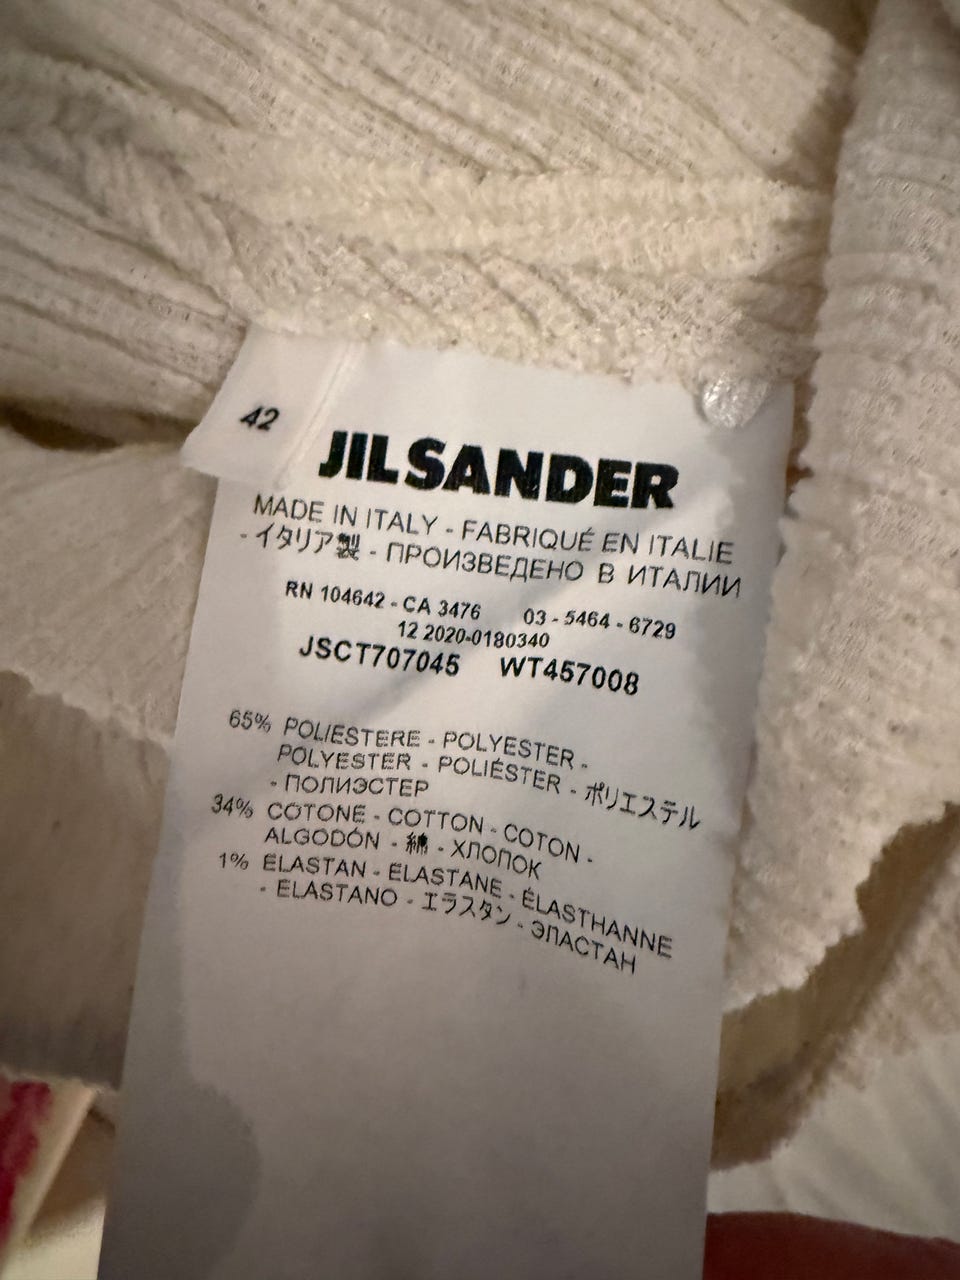 42
JIL SANDER
MADE IN ITALY - FABRIQUÉ EN ITALIE
- イタリア製 - ПРОИЗВЕДЕНО В ИТАЛИИ
RN 104642 - CA 3476 03 - 5464 - 6729
12 2020-0180340
JSCT707045 WT457008
65% POLIESTERE - POLYESTER -
POLYESTER - POLIÉSTER - ポリエステル
- ПОЛИЭСТЕР
34% COTONE - COTTON - COTON -
ALGODÓN - 綿 - ХЛОПОК
1% ELASTAN - ELASTANE - ÉLASTHANNE
- ELASTANO - エラスタン - ЭЛАСТАН